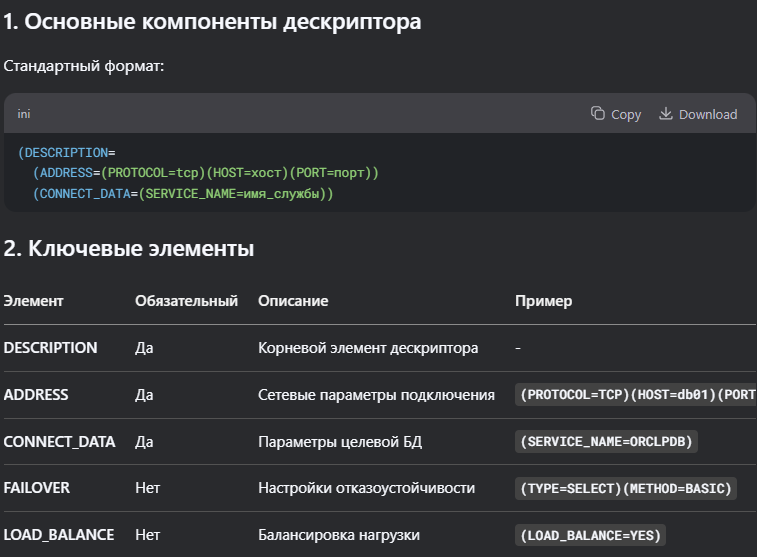 1. Основные компоненты дескриптора
Стандартный формат:
ini Copy Download
(DESCRIPTION=
(ADDRESS=(PROTOCOL=tcp)(HOST=хост)(PORT=порт))
(CONNECT_DATA=(SERVICE_NAME=имя_службы))
2. Ключевые элементы
Элемент Обязательный Описание Пример
DESCRIPTION Да Корневой элемент дескриптора -
ADDRESS Да Сетевые параметры подключения (PROTOCOL=TCP)(HOST=db01)(PORT
CONNECT_DATA Да Параметры целевой БД (SERVICE_NAME=ORCLPDB)
FAILOVER Нет Настройки отказоустойчивости (TYPE=SELECT)(METHOD=BASIC)
LOAD_BALANCE Нет Балансировка нагрузки (LOAD_BALANCE=YES)